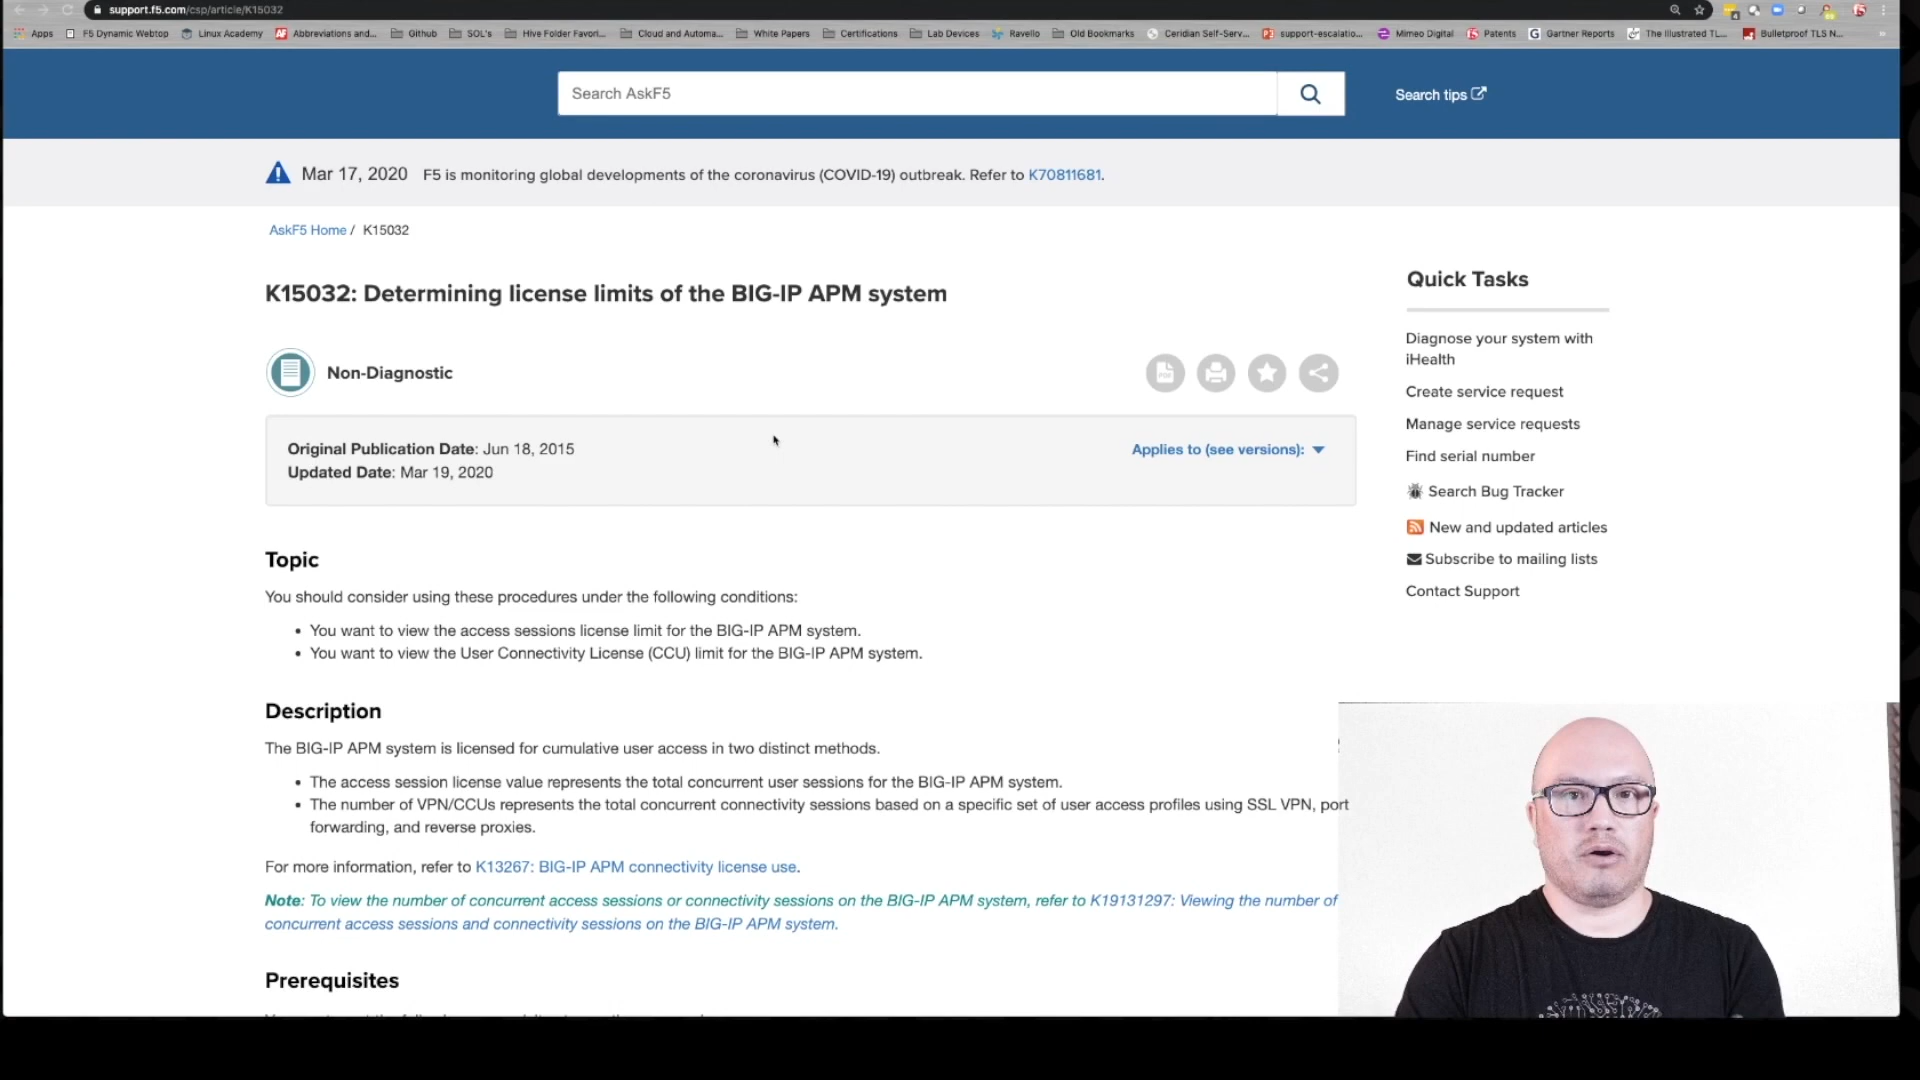 support.f5.com/csp/article/K15032
Apps F5 Dynamic Webtop Linux Academy Abbreviations and... Github SOL's Hive Folder Favori... Cloud and Automa... White Papers Certifications Lab Devices Ravello Old Bookmarks Ceridian Self-Serv... support-escalatio... Mimeo Digital Patents Gartner Reports The Illustrated TL... Bulletproof TLS N... »
Search AskF5
Search tips
Mar 17, 2020 F5 is monitoring global developments of the coronavirus (COVID-19) outbreak. Refer to K70811681.
AskF5 Home / K15032
K15032: Determining license limits of the BIG-IP APM system
Non-Diagnostic
Original Publication Date: Jun 18, 2015
Updated Date: Mar 19, 2020
Applies to (see versions):
Topic
You should consider using these procedures under the following conditions:
• You want to view the access sessions license limit for the BIG-IP APM system.
• You want to view the User Connectivity License (CCU) limit for the BIG-IP APM system.
Description
The BIG-IP APM system is licensed for cumulative user access in two distinct methods.
• The access session license value represents the total concurrent user sessions for the BIG-IP APM system.
• The number of VPN/CCUs represents the total concurrent connectivity sessions based on a specific set of user access profiles using SSL VPN, port
forwarding, and reverse proxies.
For more information, refer to K13267: BIG-IP APM connectivity license use.
Note: To view the number of concurrent access sessions or connectivity sessions on the BIG-IP APM system, refer to K19131297: Viewing the number of
concurrent access sessions and connectivity sessions on the BIG-IP APM system.
Prerequisites
Quick Tasks
Diagnose your system with
iHealth
Create service request
Manage service requests
Find serial number
Search Bug Tracker
New and updated articles
Subscribe to mailing lists
Contact Support